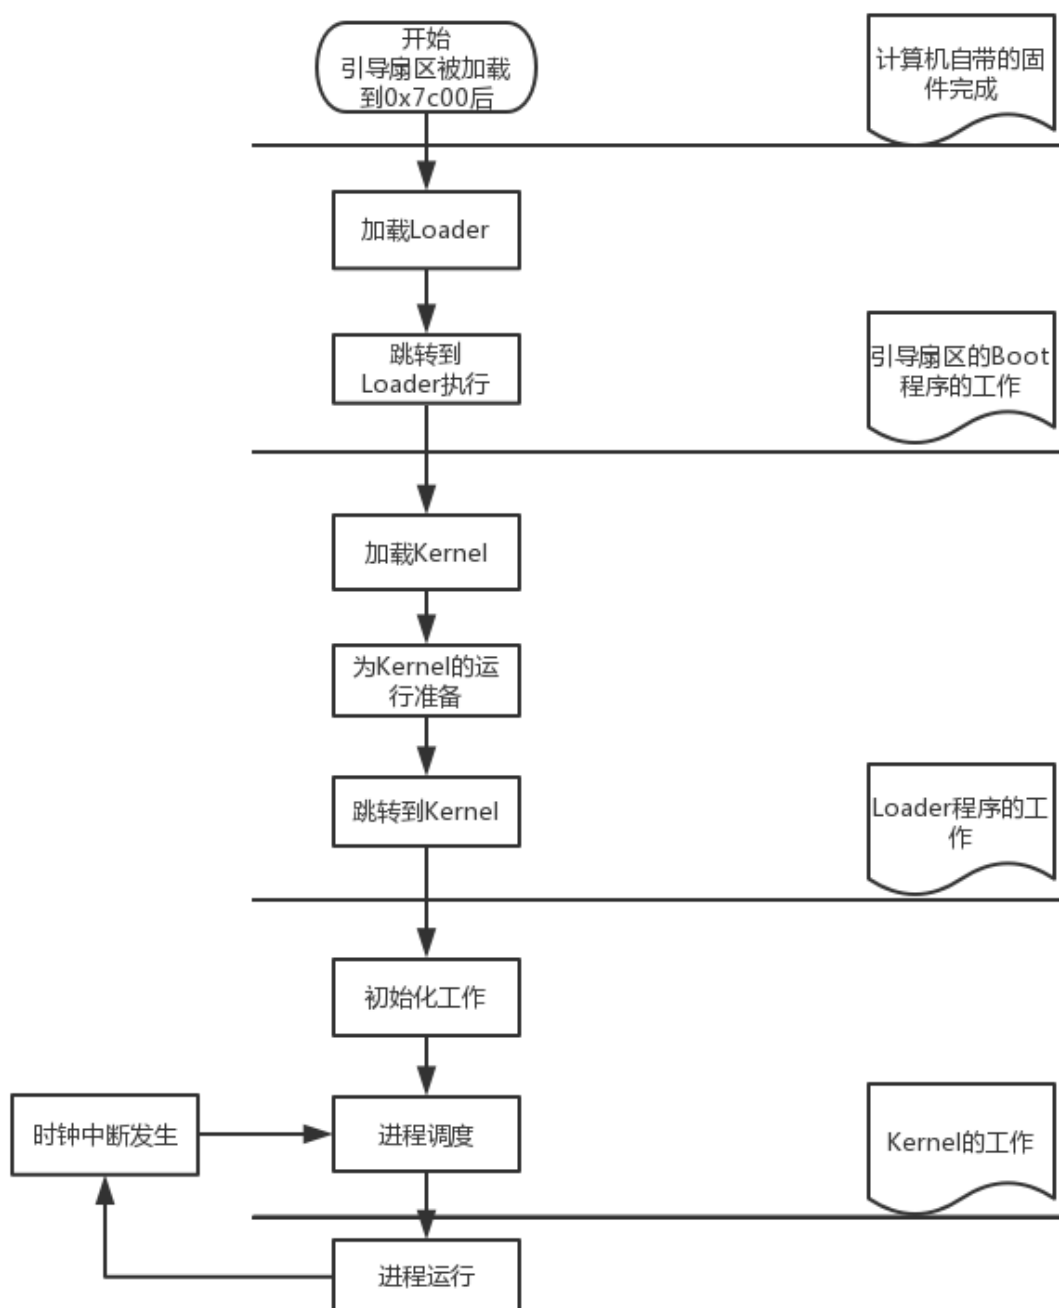 开始
引导扇区被加载
到0x7c00后
计算机自带的固
件完成
加载Loader
跳转到
Loader执行
引导扇区的Boot
程序的工作
加载Kernel
为Kernel的运
行准备
跳转到Kernel
Loader程序的工
作
初始化工作
时钟中断发生
进程调度
Kernel的工作
进程运行